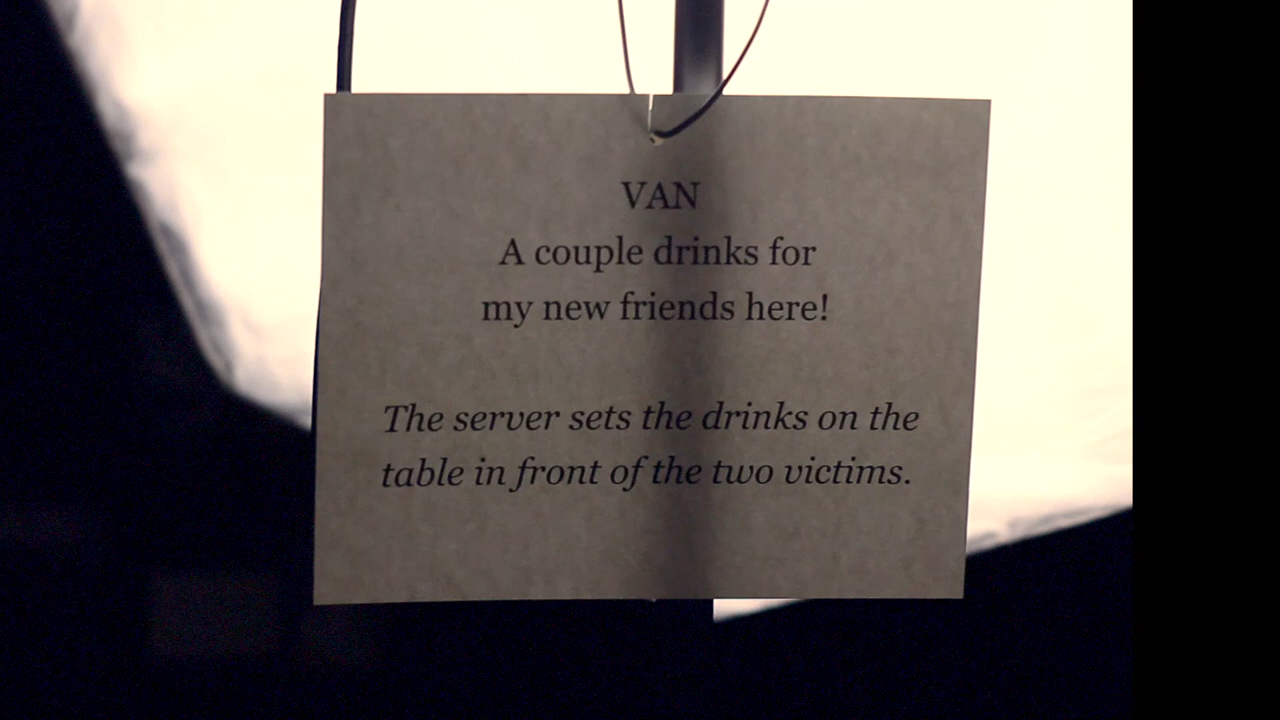 VAN
A couple drinks for
my new friends here!
The server sets the drinks on the
table in front of the two victims.